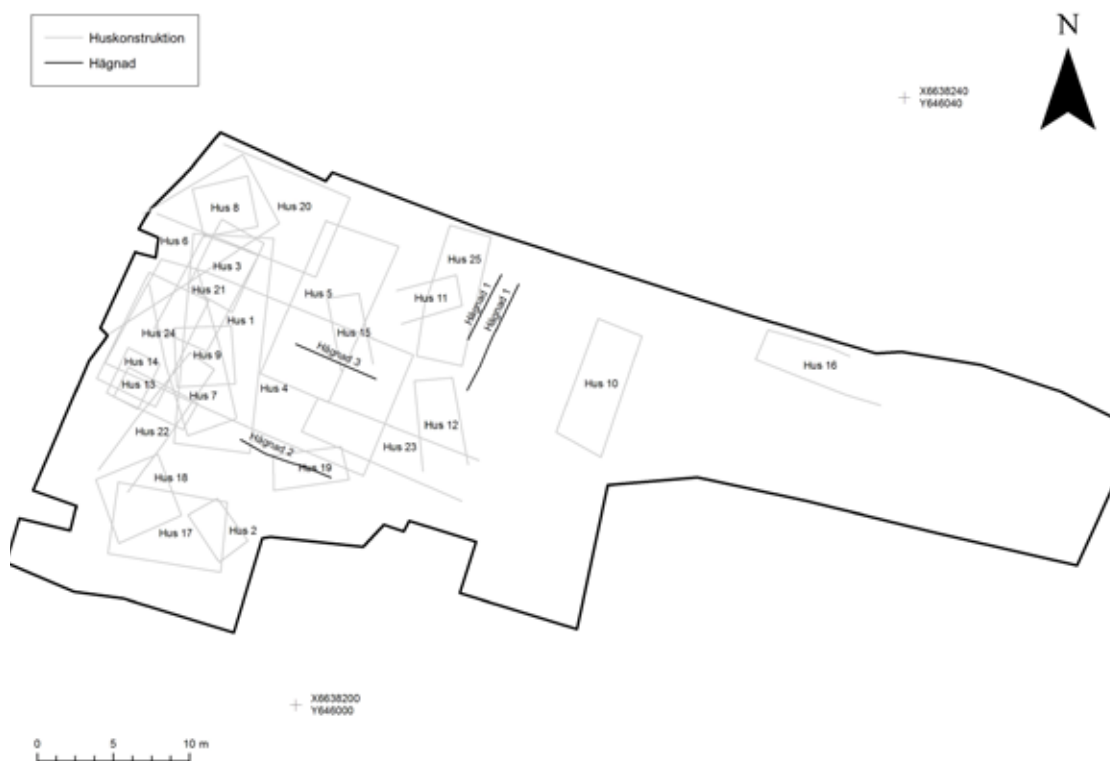 Huskonstruktion
Hägnad
N
X6638240
Y646040
Hus 8
Hus 20
Hus 6
Hus 3
Hus 25
Hus 21
Hus 5
Hus 11
Hägnad 1
Hägnad 1
Hus 1
Hus 24
Hus 15
Hus 9
Hägnad 3
Hus 14
Hus 16
Hus 13
Hus 4
Hus 10
Hus 7
Hus 12
Hus 22
Hägnad 2
Hus 23
Hus 19
Hus 18
Hus 17
Hus 2
X6638200
Y646000
0 5 10 m